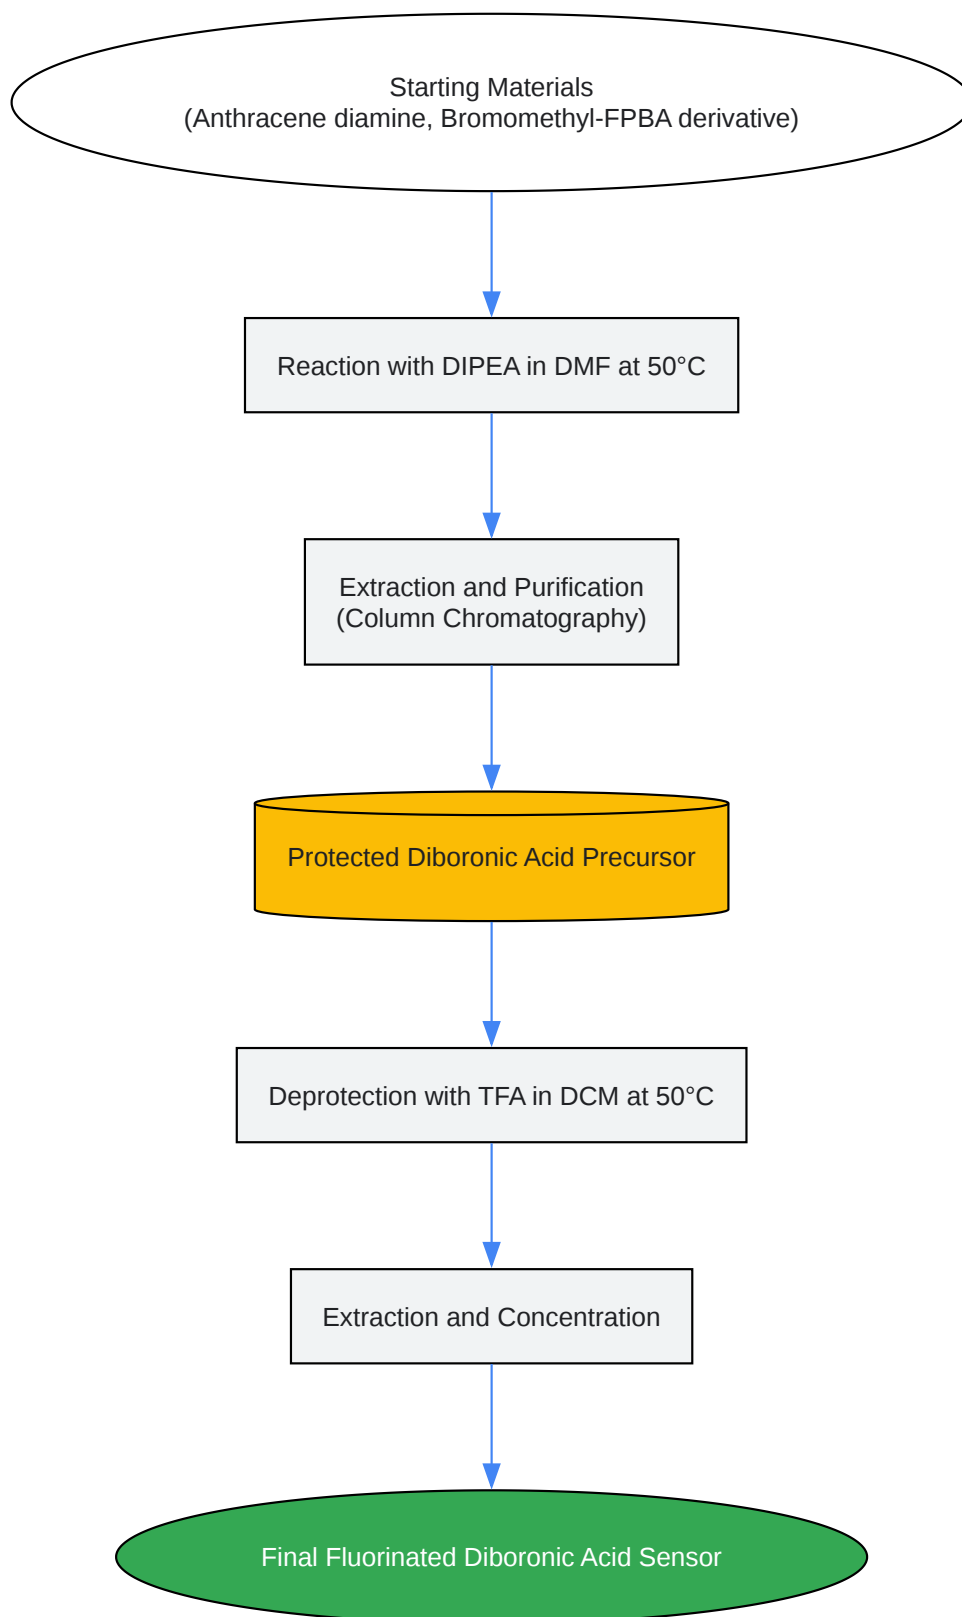 Starting Materials
(Anthracene diamine, Bromomethyl-FPBA derivative)
Reaction with DIPEA in DMF at 50°C
Extraction and Purification
(Column Chromatography)
Protected Diboronic Acid Precursor
Deprotection with TFA in DCM at 50°C
Extraction and Concentration
Final Fluorinated Diboronic Acid Sensor